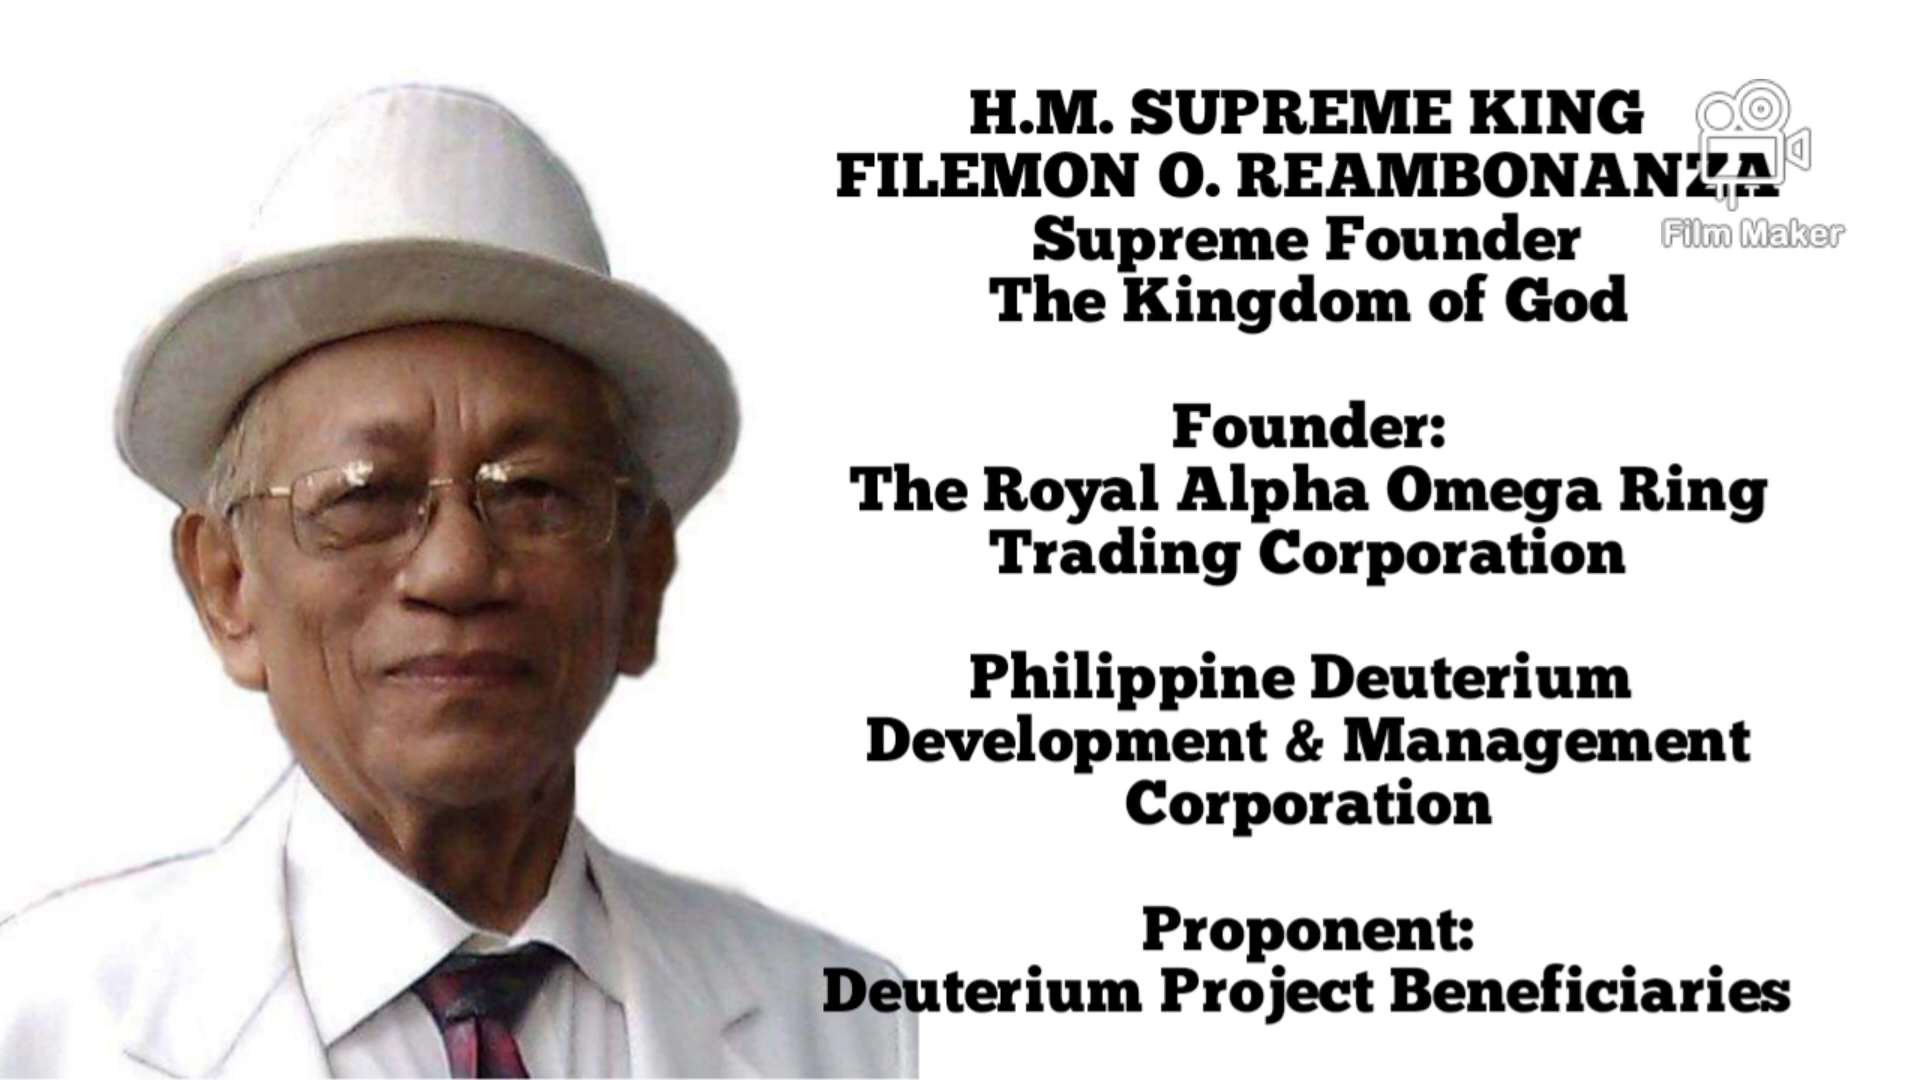 H.M. SUPREME KING
FILEMON O. REAMBONANZA
Supreme Founder
The Kingdom of God
Founder:
The Royal Alpha Omega Ring
Trading Corporation
Philippine Deuterium
Development & Management
Corporation
Proponent:
Deuterium Project Beneficiaries
Film Maker